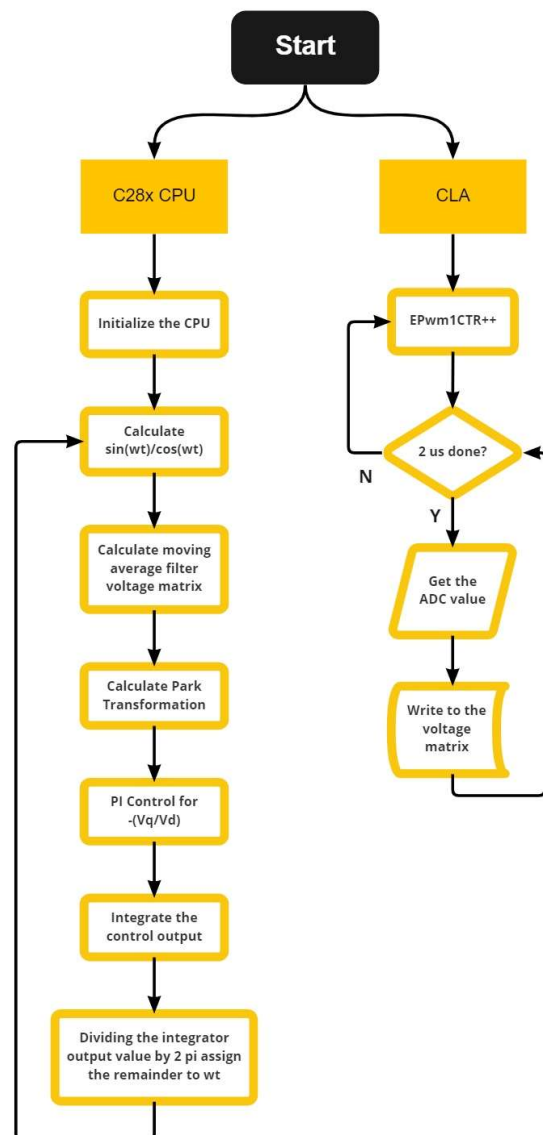 Start
C28x CPU
CLA
Initialize the CPU
EPwm1CTR++
Calculate
sin(wt)/cos(wt)
2 us done?
N
Y
Calculate moving
average filter
voltage matrix
Get the
ADC value
Calculate Park
Transformation
Write to the
voltage
matrix
PI Control for
-(Vq/Vd)
Integrate the
control output
Dividing the integrator
output value by 2 pi assign
the remainder to wt